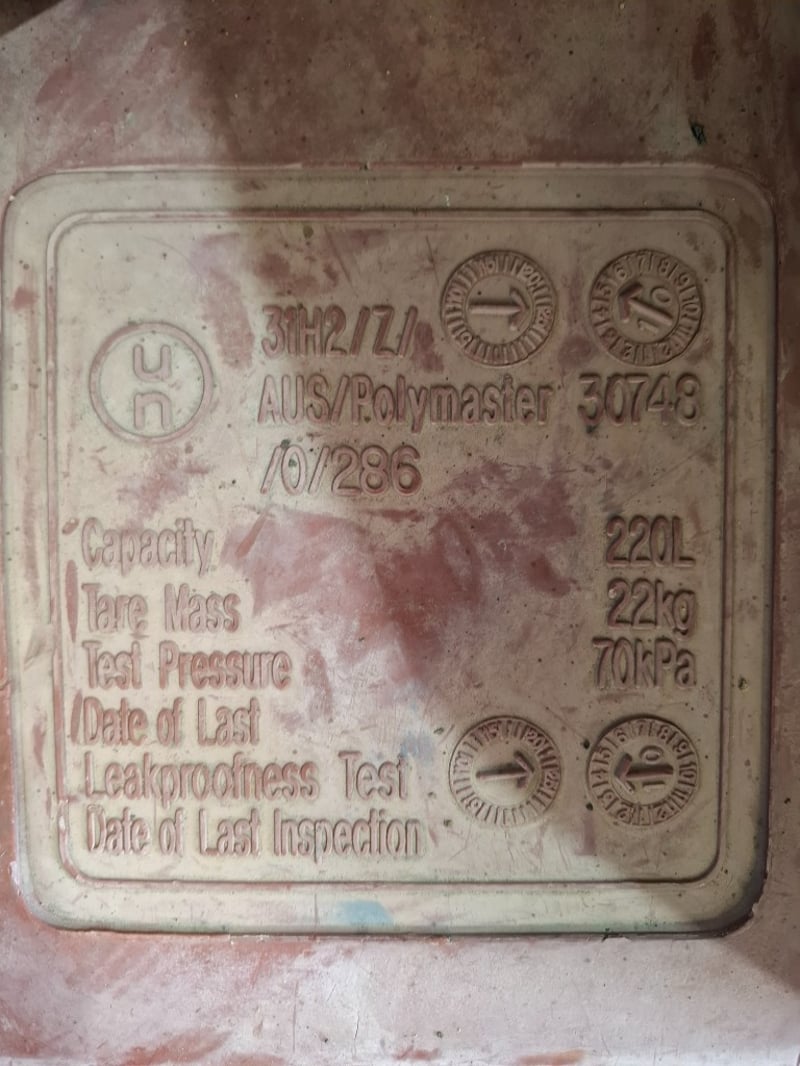 un
31H2/Z/
AUS/Polymaster 30748
/0/286
Capacity 220L
Tare Mass 22kg
Test Pressure 70kPa
Date of Last
Leakproofness Test
Date of Last Inspection